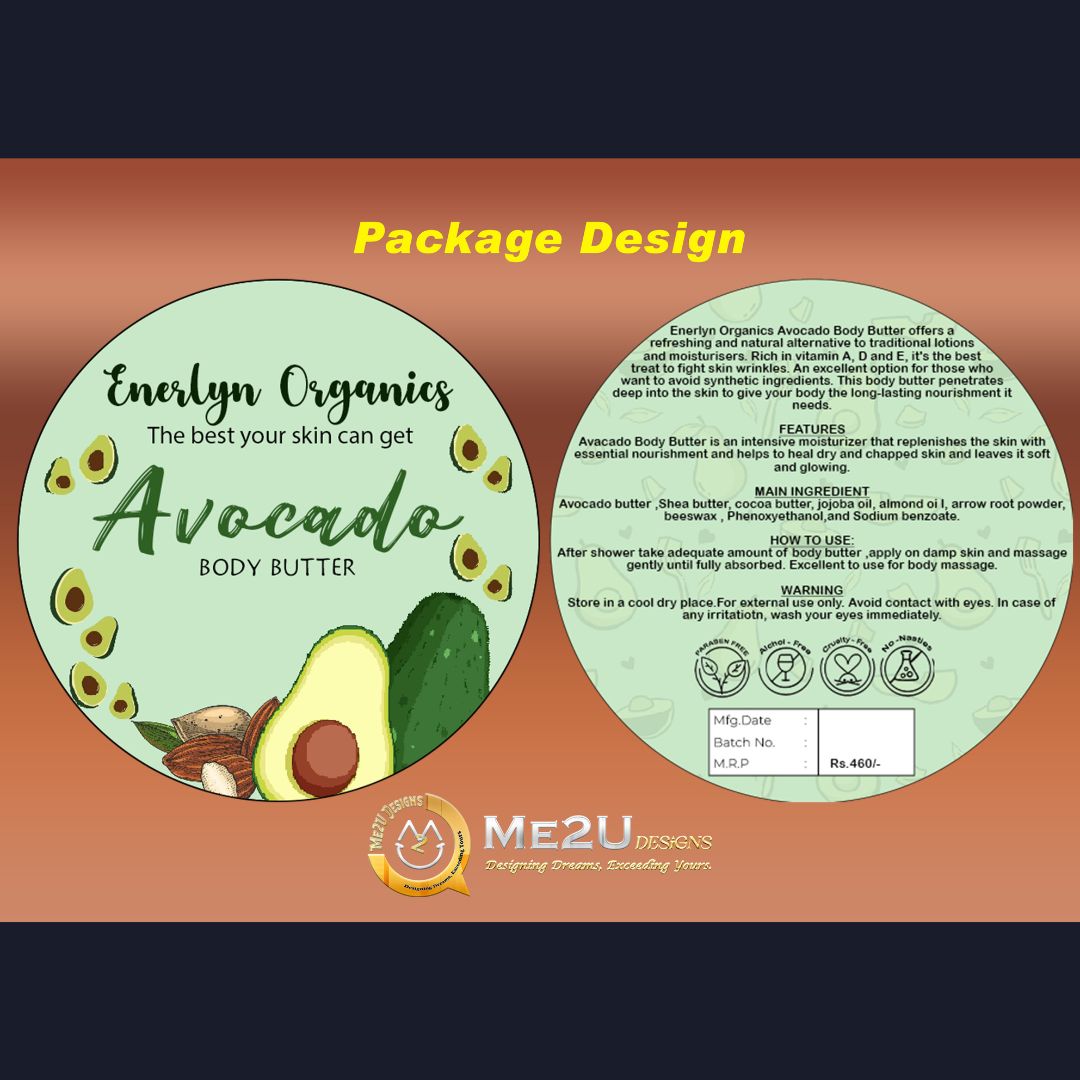 Package Design
Enerlyn Organics
The best your skin can get
Avocado
BODY BUTTER
Enerlyn Organics Avocado Body Butter offers a
refreshing and natural alternative to traditional lotions
and moisturisers. Rich in vitamin A, D and E, it's the best
treat to fight skin wrinkles. An excellent option for those who
want to avoid synthetic ingredients. This body butter penetrates
deep into the skin to give your body the long-lasting nourishment it
needs.
FEATURES
Avacado Body Butter is an intensive moisturizer that replenishes the skin with
essential nourishment and helps to heal dry and chapped skin and leaves it soft
and glowing.
MAIN INGREDIENT
Avocado butter ,Shea butter, cocoa butter, jojoba oil, almond oi l, arrow root powder,
beeswax , Phenoxyethanol,and Sodium benzoate.
HOW TO USE:
After shower take adequate amount of body butter ,apply on damp skin and massage
gently until fully absorbed. Excellent to use for body massage.
WARNING
Store in a cool dry place.For external use only. Avoid contact with eyes. In case of
any irritatiotn, wash your eyes immediately.
PARABEN FREE
Alchol - Free
Cruelty - Free
No -Nasties
Mfg.Date :
Batch No. :
M.R.P : Rs.460/-
ME2U DESIGNS
Designing Dreams, Exceeding Yours
2
ME2U DESIGNS
Designing Dreams, Exceeding Yours.